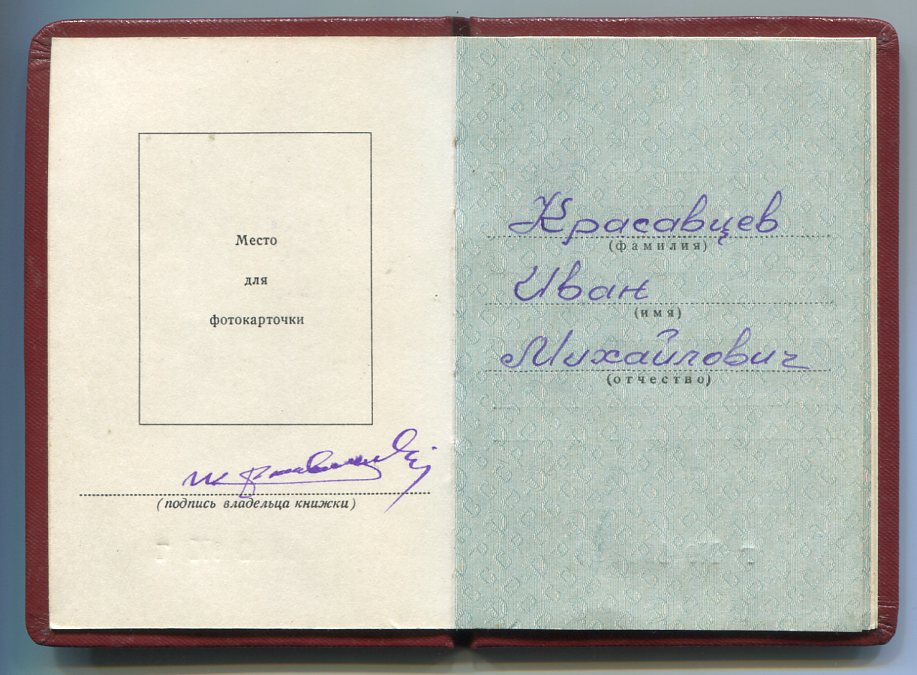 Место
для
фотокарточки
(подпись владельца книжки)
Красавцев
(фамилия)
Иван
(имя)
Михайлович
(отчество)